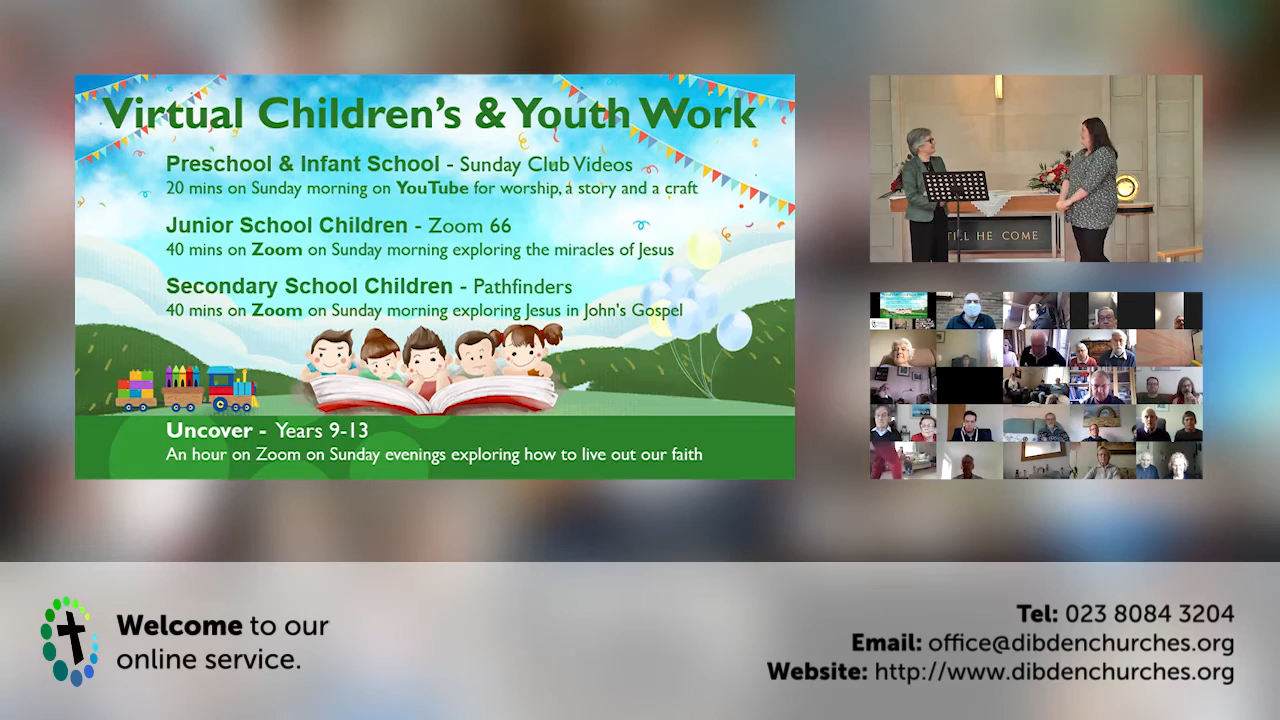 Virtual Children's & Youth Work
Preschool & Infant School - Sunday Club Videos
20 mins on Sunday morning on YouTube for worship, a story and a craft
Junior School Children - Zoom 66
40 mins on Zoom on Sunday morning exploring the miracles of Jesus
Secondary School Children - Pathfinders
40 mins on Zoom on Sunday morning exploring Jesus in John's Gospel
Uncover - Years 9-13
An hour on Zoom on Sunday evenings exploring how to live out our faith
TILL HE COME
Welcome to our
online service.
Tel: 023 8084 3204
Email: office@dibdenchurches.org
Website: http://www.dibdenchurches.org